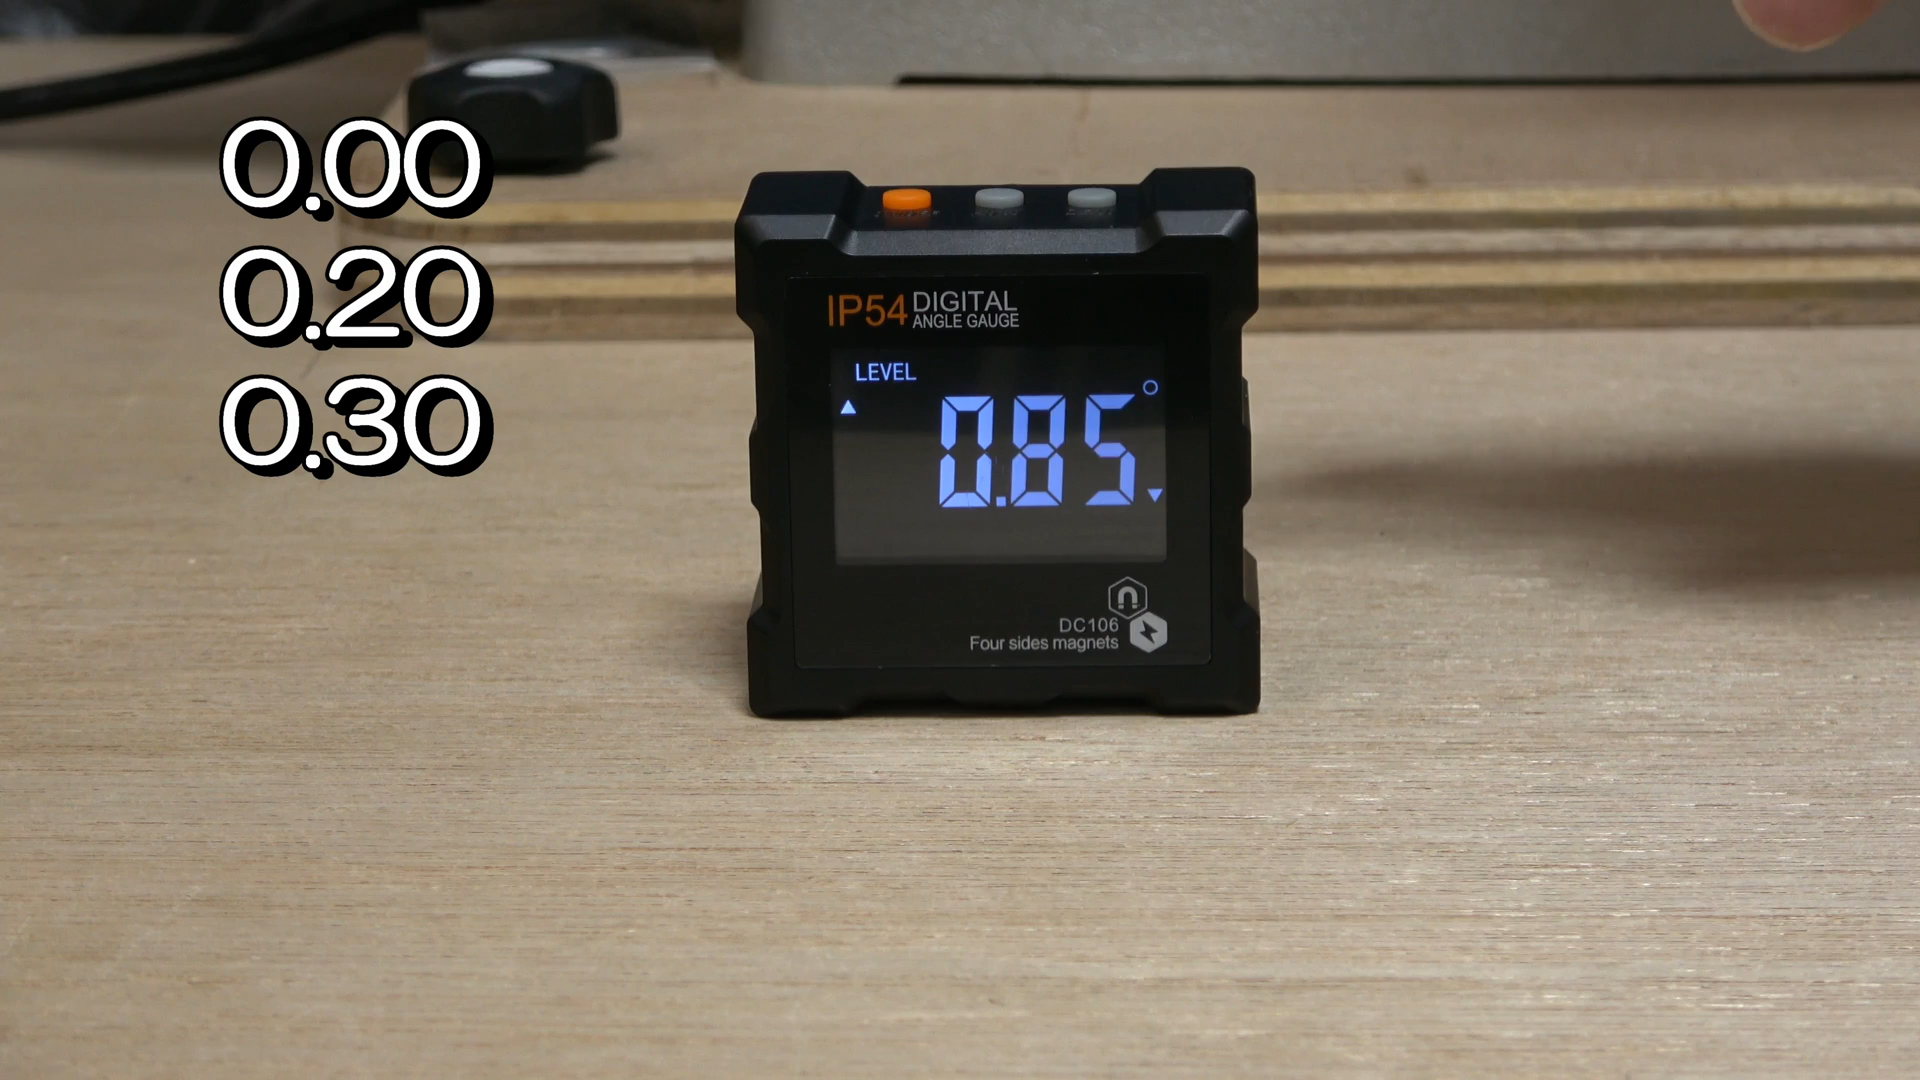 0.00
0.20
0.30
IP54 DIGITAL
ANGLE GAUGE
LEVEL
0.85°
DC106
Four sides magnets